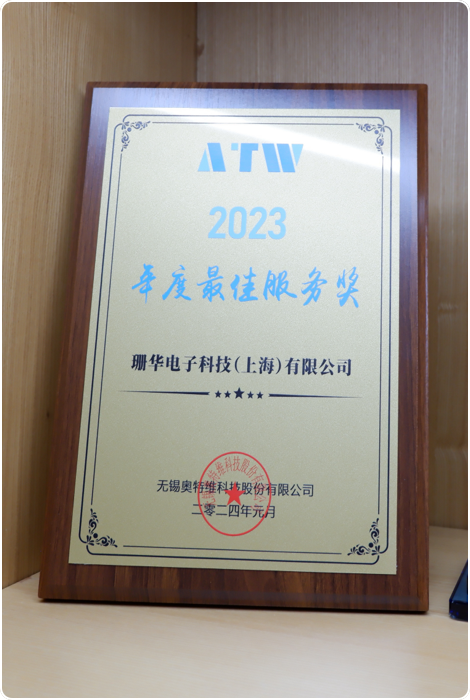 ATW
2023
年度最佳服务奖
珊华电子科技(上海)有限公司
无锡奥特维科技股份有限公司
二零二四年元月